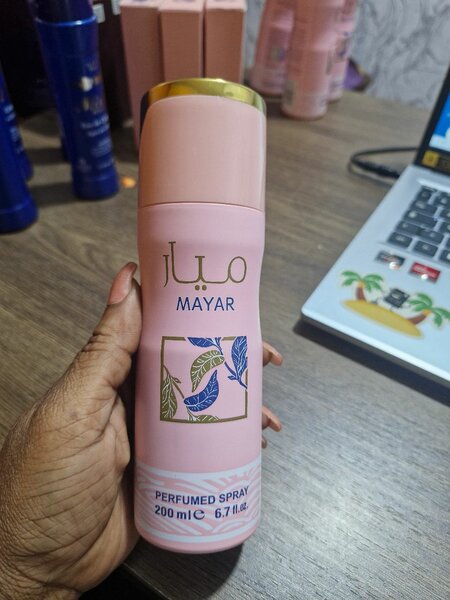 ميار
MAYAR
PERFUMED SPRAY
200 ml℮ 6.7 fl.oz.